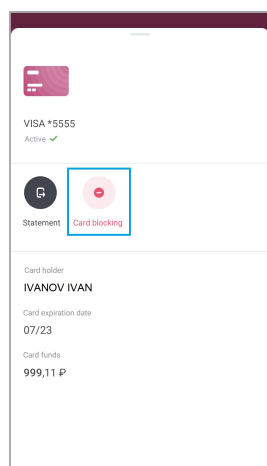 VISA *5555
Active
Statement Card blocking
Card holder
IVANOV IVAN
Card expiration date
07/23
Card funds
999,11 ₽